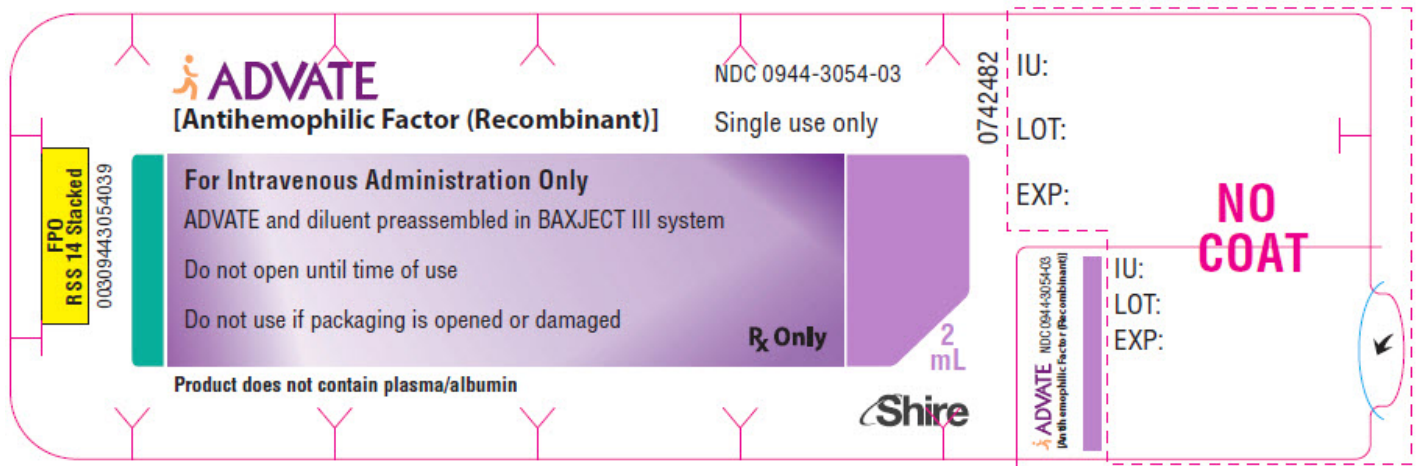 FPO
RSS 14 Stacked
00309443054039
ADVATE
[Antihemophilic Factor (Recombinant)]
NDC 0944-3054-03
Single use only
For Intravenous Administration Only
ADVATE and diluent preassembled in BAXJECT III system
Do not open until time of use
Do not use if packaging is opened or damaged
Rx Only
2
mL
Product does not contain plasma/albumin
Shire
07424482
IU:
LOT:
EXP:
NO
COAT
ADVATE NDC 0944-3054-03
[Antihemophilic Factor (Recombinant)]
IU:
LOT:
EXP: